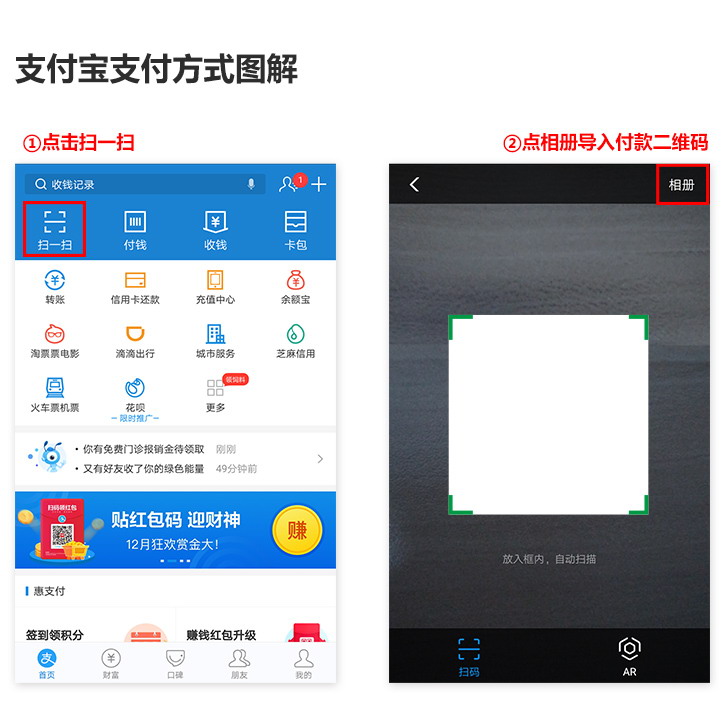 支付宝支付方式图解
①点击扫一扫
②点相册导入付款二维码
收钱记录
1
扫一扫
付钱
收钱
卡包
转账
信用卡还款
充值中心
余额宝
淘票票电影
滴滴出行
城市服务
芝麻信用
领饲料
火车票机票
花呗
更多
限时推广
· 你有免费门诊报销金待领取 刚刚
· 又有好友收了你的绿色能量 49分钟前
扫码领红包
贴红包码 迎财神
12月狂欢赏金大!
赚
惠支付
签到领积分
赚钱红包升级
支
首页
财富
口碑
朋友
我的
相册
放入框内，自动扫描
扫码
AR